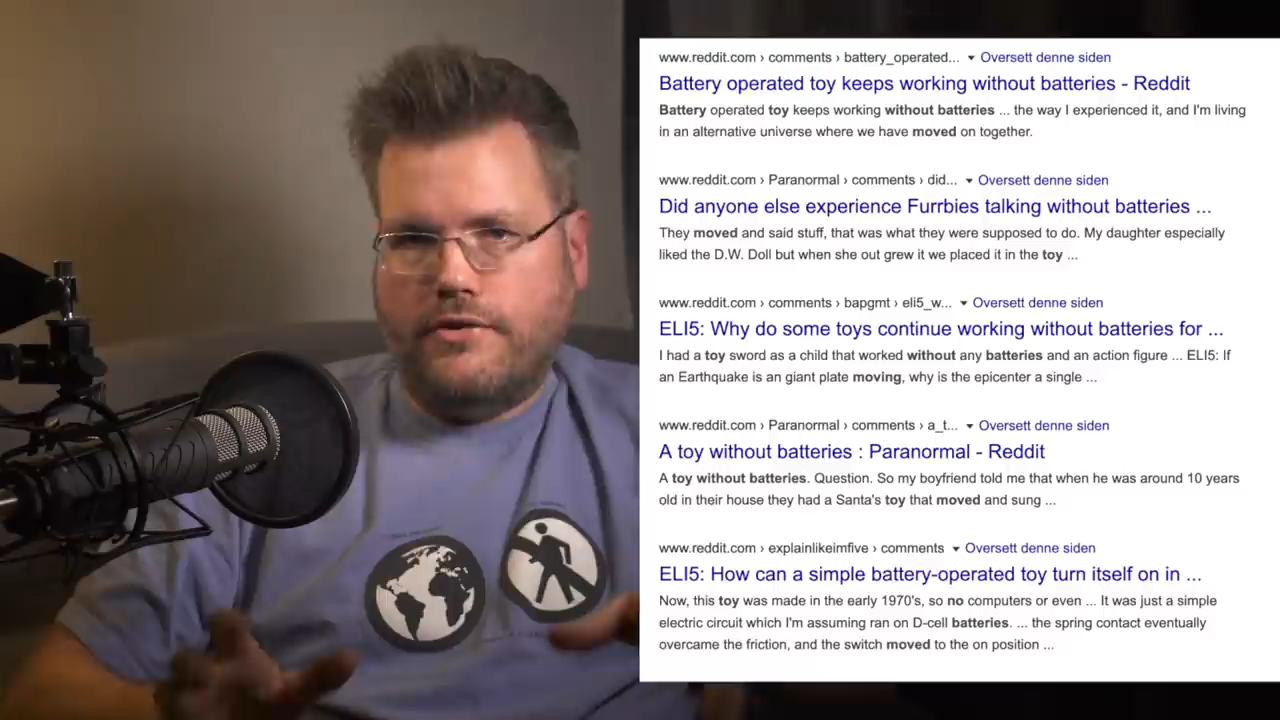 www.reddit.com › comments › battery_operated... ▼ Oversett denne siden
Battery operated toy keeps working without batteries - Reddit
Battery operated toy keeps working without batteries ... the way I experienced it, and I'm living
in an alternative universe where we have moved on together.
www.reddit.com › Paranormal › comments › did... ▼ Oversett denne siden
Did anyone else experience Furrbies talking without batteries ...
They moved and said stuff, that was what they were supposed to do. My daughter especially
liked the D.W. Doll but when she out grew it we placed it in the toy ...
www.reddit.com › comments › bapgmt › eli5_w... ▼ Oversett denne siden
ELI5: Why do some toys continue working without batteries for ...
I had a toy sword as a child that worked without any batteries and an action figure ... ELI5: If
an Earthquake is an giant plate moving, why is the epicenter a single ...
www.reddit.com › Paranormal › comments › a_t... ▼ Oversett denne siden
A toy without batteries : Paranormal - Reddit
A toy without batteries. Question. So my boyfriend told me that when he was around 10 years
old in their house they had a Santa's toy that moved and sung ...
www.reddit.com › explainlikeimfive › comments ▼ Oversett denne siden
ELI5: How can a simple battery-operated toy turn itself on in ...
Now, this toy was made in the early 1970's, so no computers or even ... It was just a simple
electric circuit which I'm assuming ran on D-cell batteries. ... the spring contact eventually
overcame the friction, and the switch moved to the on position ...